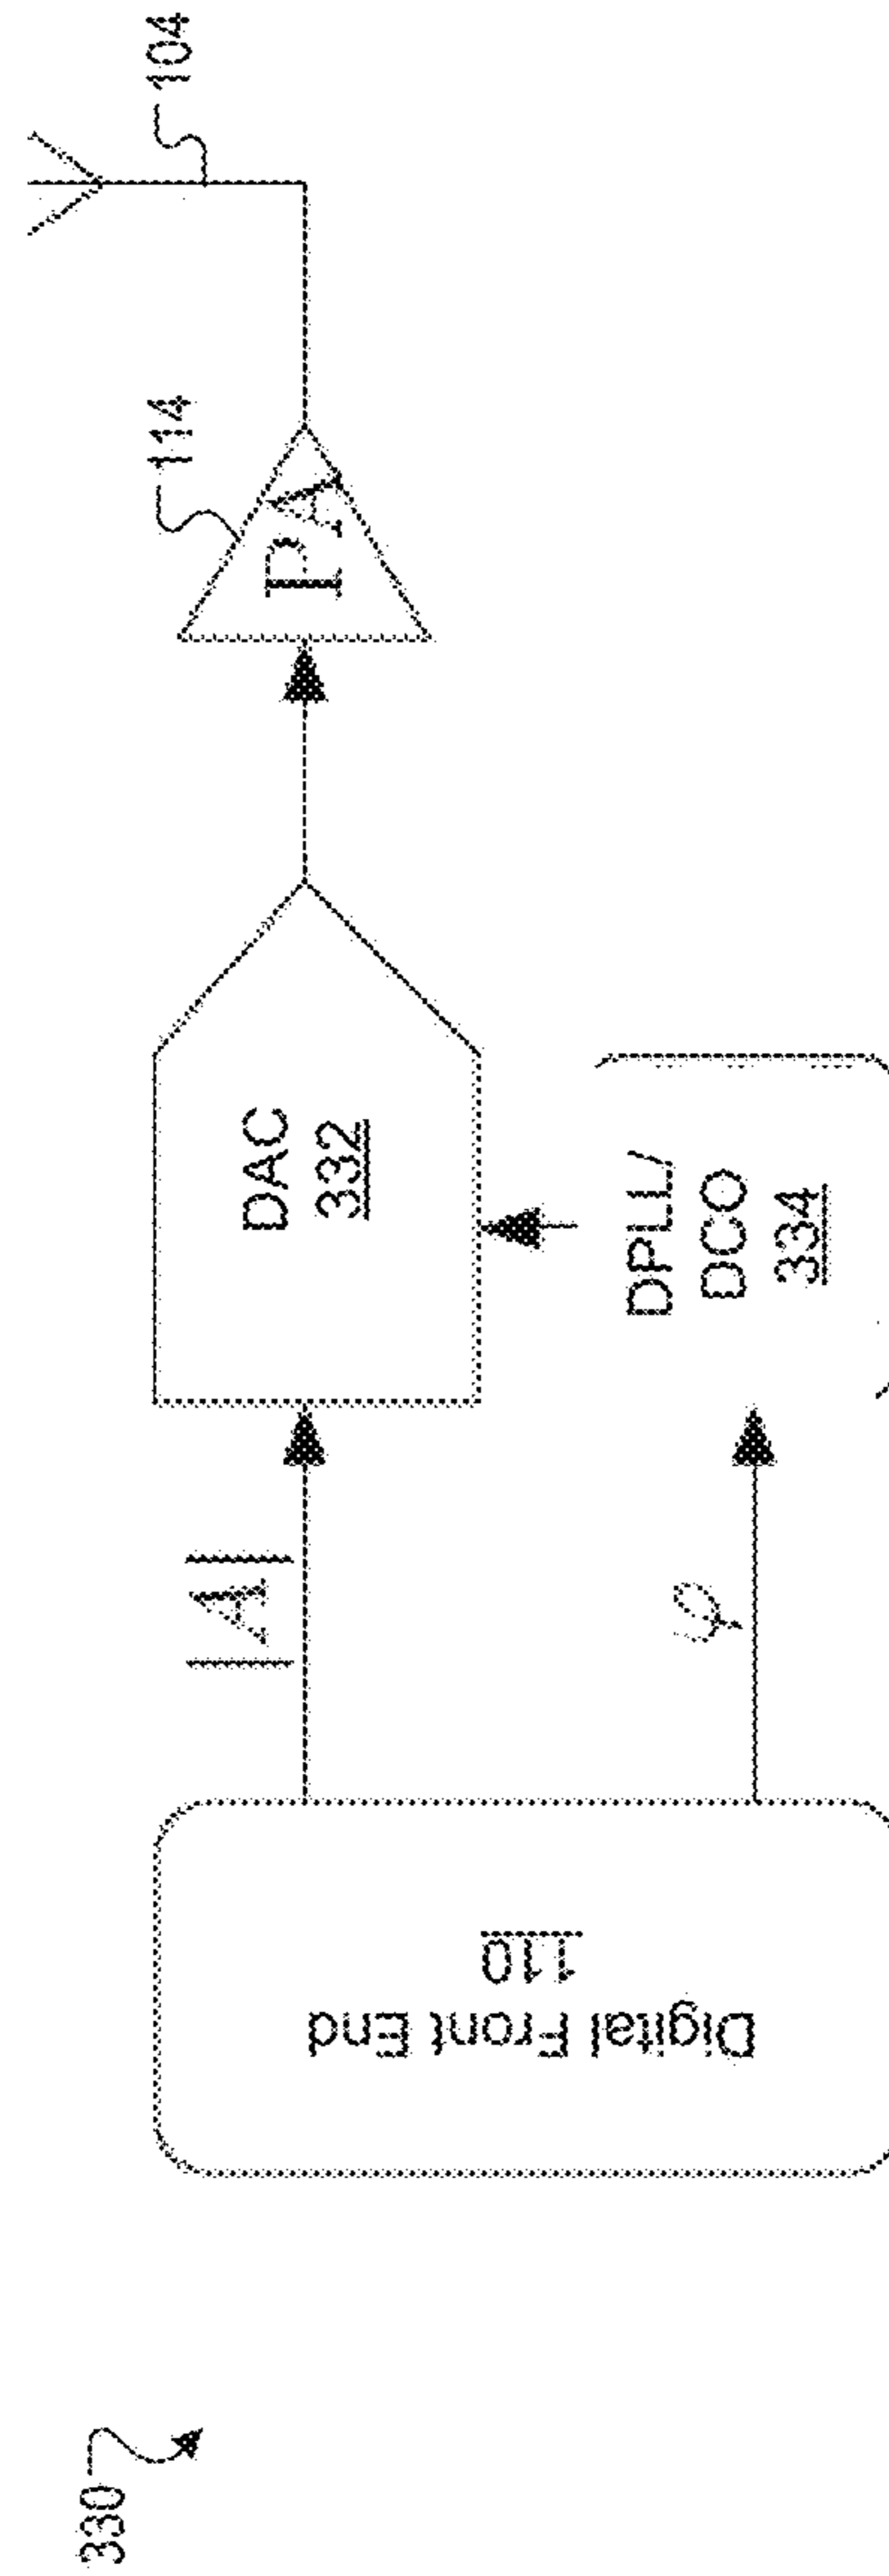 330
Digital Front End
110
|A|
φ
DAC
332
DPLL/
DCO
334
PA
114
104